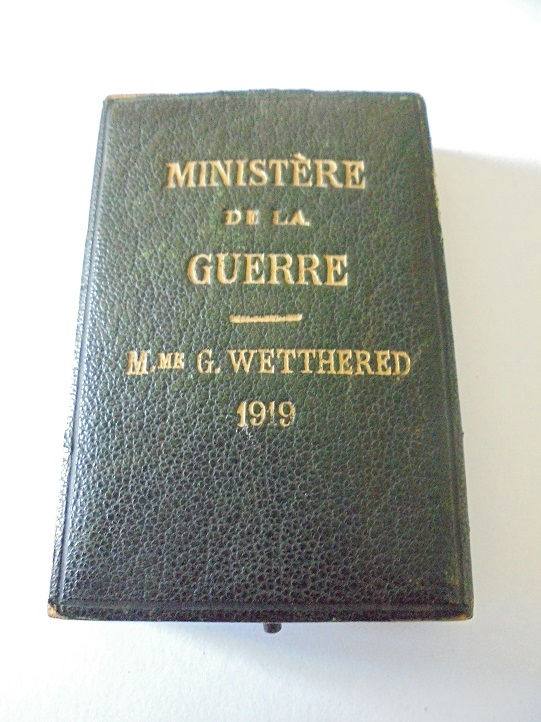 MINISTÈRE
DE LA
GUERRE
M.ME G. WETTHERED
1919